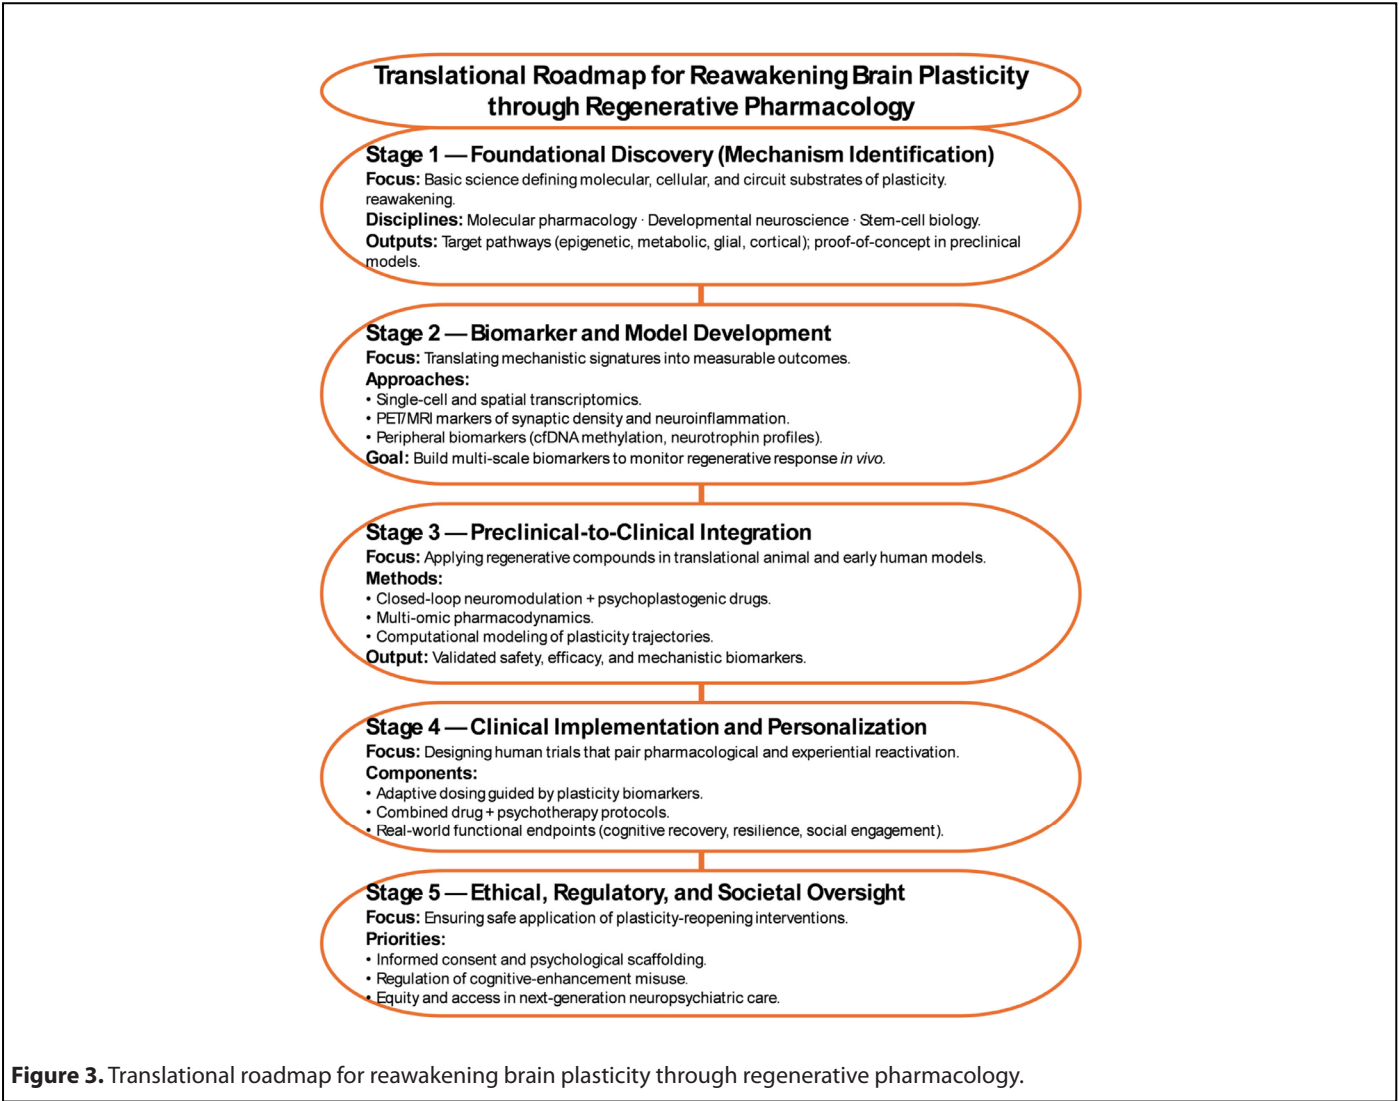 Translational Roadmap for Reawakening Brain Plasticity
through Regenerative Pharmacology
Stage 1 — Foundational Discovery (Mechanism Identification)
Focus: Basic science defining molecular, cellular, and circuit substrates of plasticity.
reawakening.
Disciplines: Molecular pharmacology · Developmental neuroscience · Stem-cell biology.
Outputs: Target pathways (epigenetic, metabolic, glial, cortical); proof-of-concept in preclinical
models.
Stage 2 — Biomarker and Model Development
Focus: Translating mechanistic signatures into measurable outcomes.
Approaches:
• Single-cell and spatial transcriptomics.
• PET/MRI markers of synaptic density and neuroinflammation.
• Peripheral biomarkers (cfDNA methylation, neurotrophin profiles).
Goal: Build multi-scale biomarkers to monitor regenerative response in vivo.
Stage 3 — Preclinical-to-Clinical Integration
Focus: Applying regenerative compounds in translational animal and early human models.
Methods:
• Closed-loop neuromodulation + psychoplastogenic drugs.
• Multi-omic pharmacodynamics.
• Computational modeling of plasticity trajectories.
Output: Validated safety, efficacy, and mechanistic biomarkers.
Stage 4 — Clinical Implementation and Personalization
Focus: Designing human trials that pair pharmacological and experiential reactivation.
Components:
• Adaptive dosing guided by plasticity biomarkers.
• Combined drug + psychotherapy protocols.
• Real-world functional endpoints (cognitive recovery, resilience, social engagement).
Stage 5 — Ethical, Regulatory, and Societal Oversight
Focus: Ensuring safe application of plasticity-reopening interventions.
Priorities:
• Informed consent and psychological scaffolding.
• Regulation of cognitive-enhancement misuse.
• Equity and access in next-generation neuropsychiatric care.
Figure 3. Translational roadmap for reawakening brain plasticity through regenerative pharmacology.